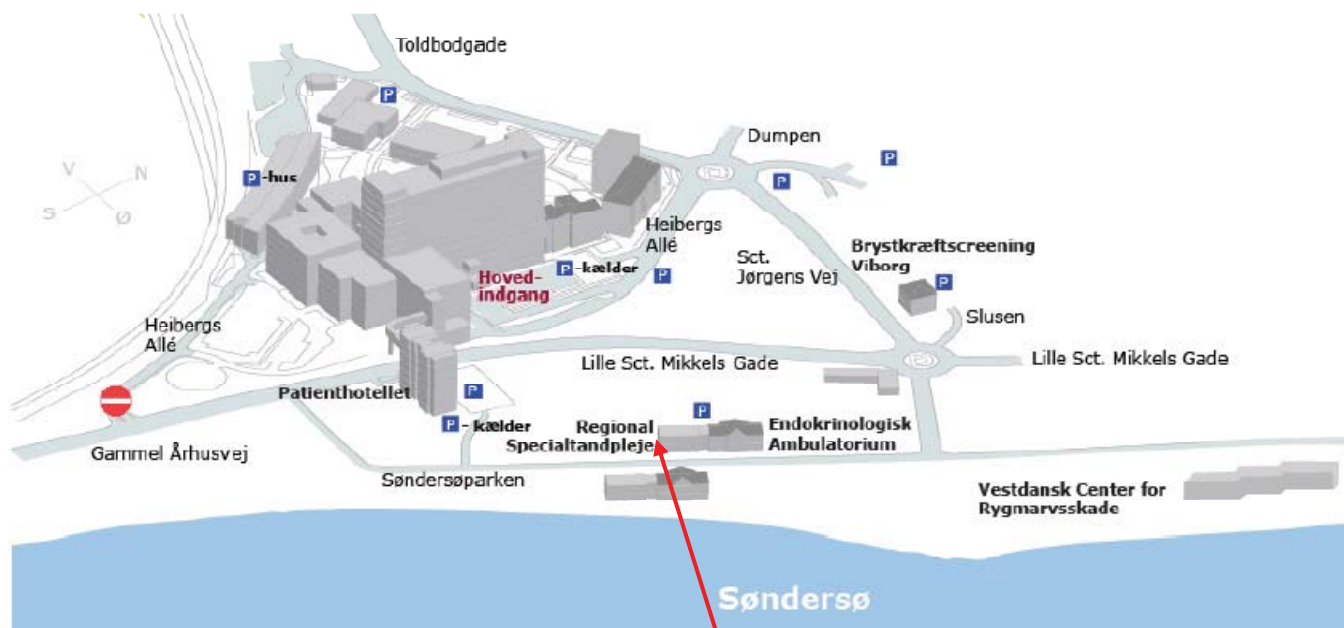 Toldbodgade
P
Dumpen
P
P
P-hus
V
N
S
Ø
Heibergs
Allé
Sct.
Jørgens Vej
Brystkræftscreening
Viborg
P
P-kælder
P
Hoved-
indgang
Slusen
Heibergs
Allé
Lille Sct. Mikkels Gade
Lille Sct. Mikkels Gade
Patienthotellet
P
P - kælder
P
Regional
Specialtandpleje
Endokrinologisk
Ambulatorium
Gammel Århusvej
Søndersøparken
Vestdansk Center for
Rygmarvsskade
Søndersø